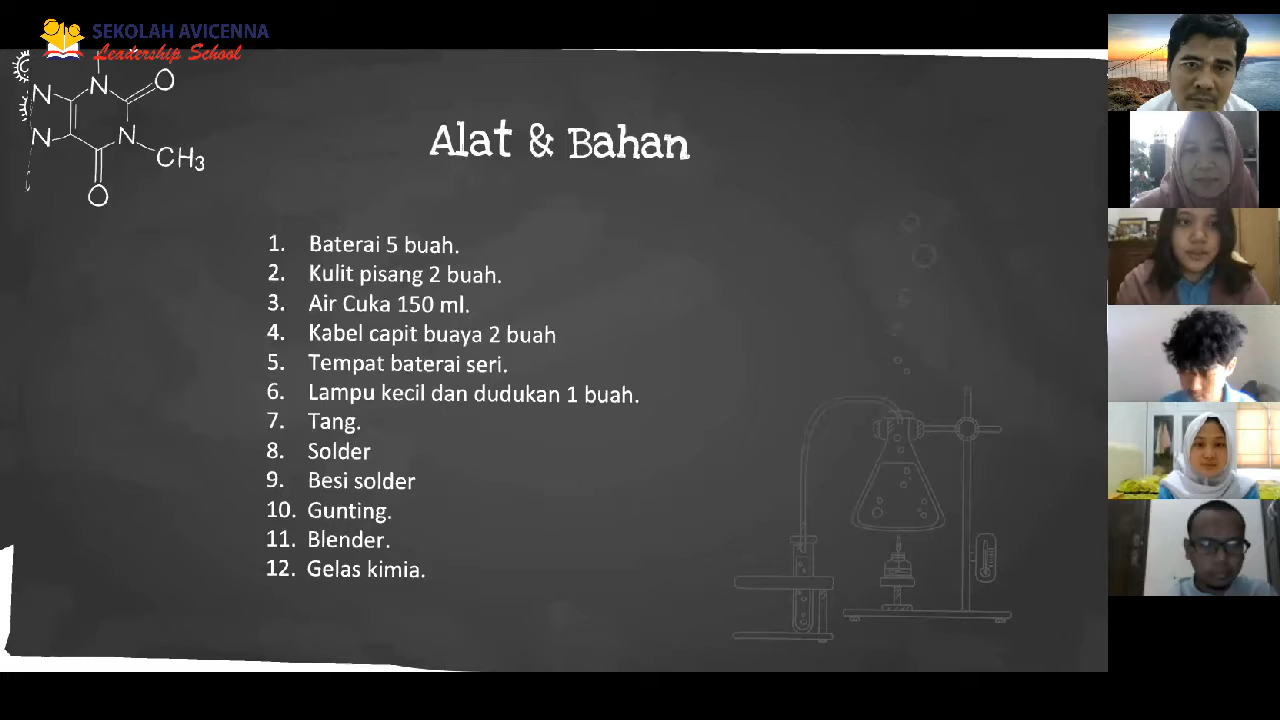 SEKOLAH AVICENNA
Leadership School
N
N
O
N
N
CH3
O
Alat & Bahan
1. Baterai 5 buah.
2. Kulit pisang 2 buah.
3. Air Cuka 150 ml.
4. Kabel capit buaya 2 buah
5. Tempat baterai seri.
6. Lampu kecil dan dudukan 1 buah.
7. Tang.
8. Solder
9. Besi solder
10. Gunting.
11. Blender.
12. Gelas kimia.